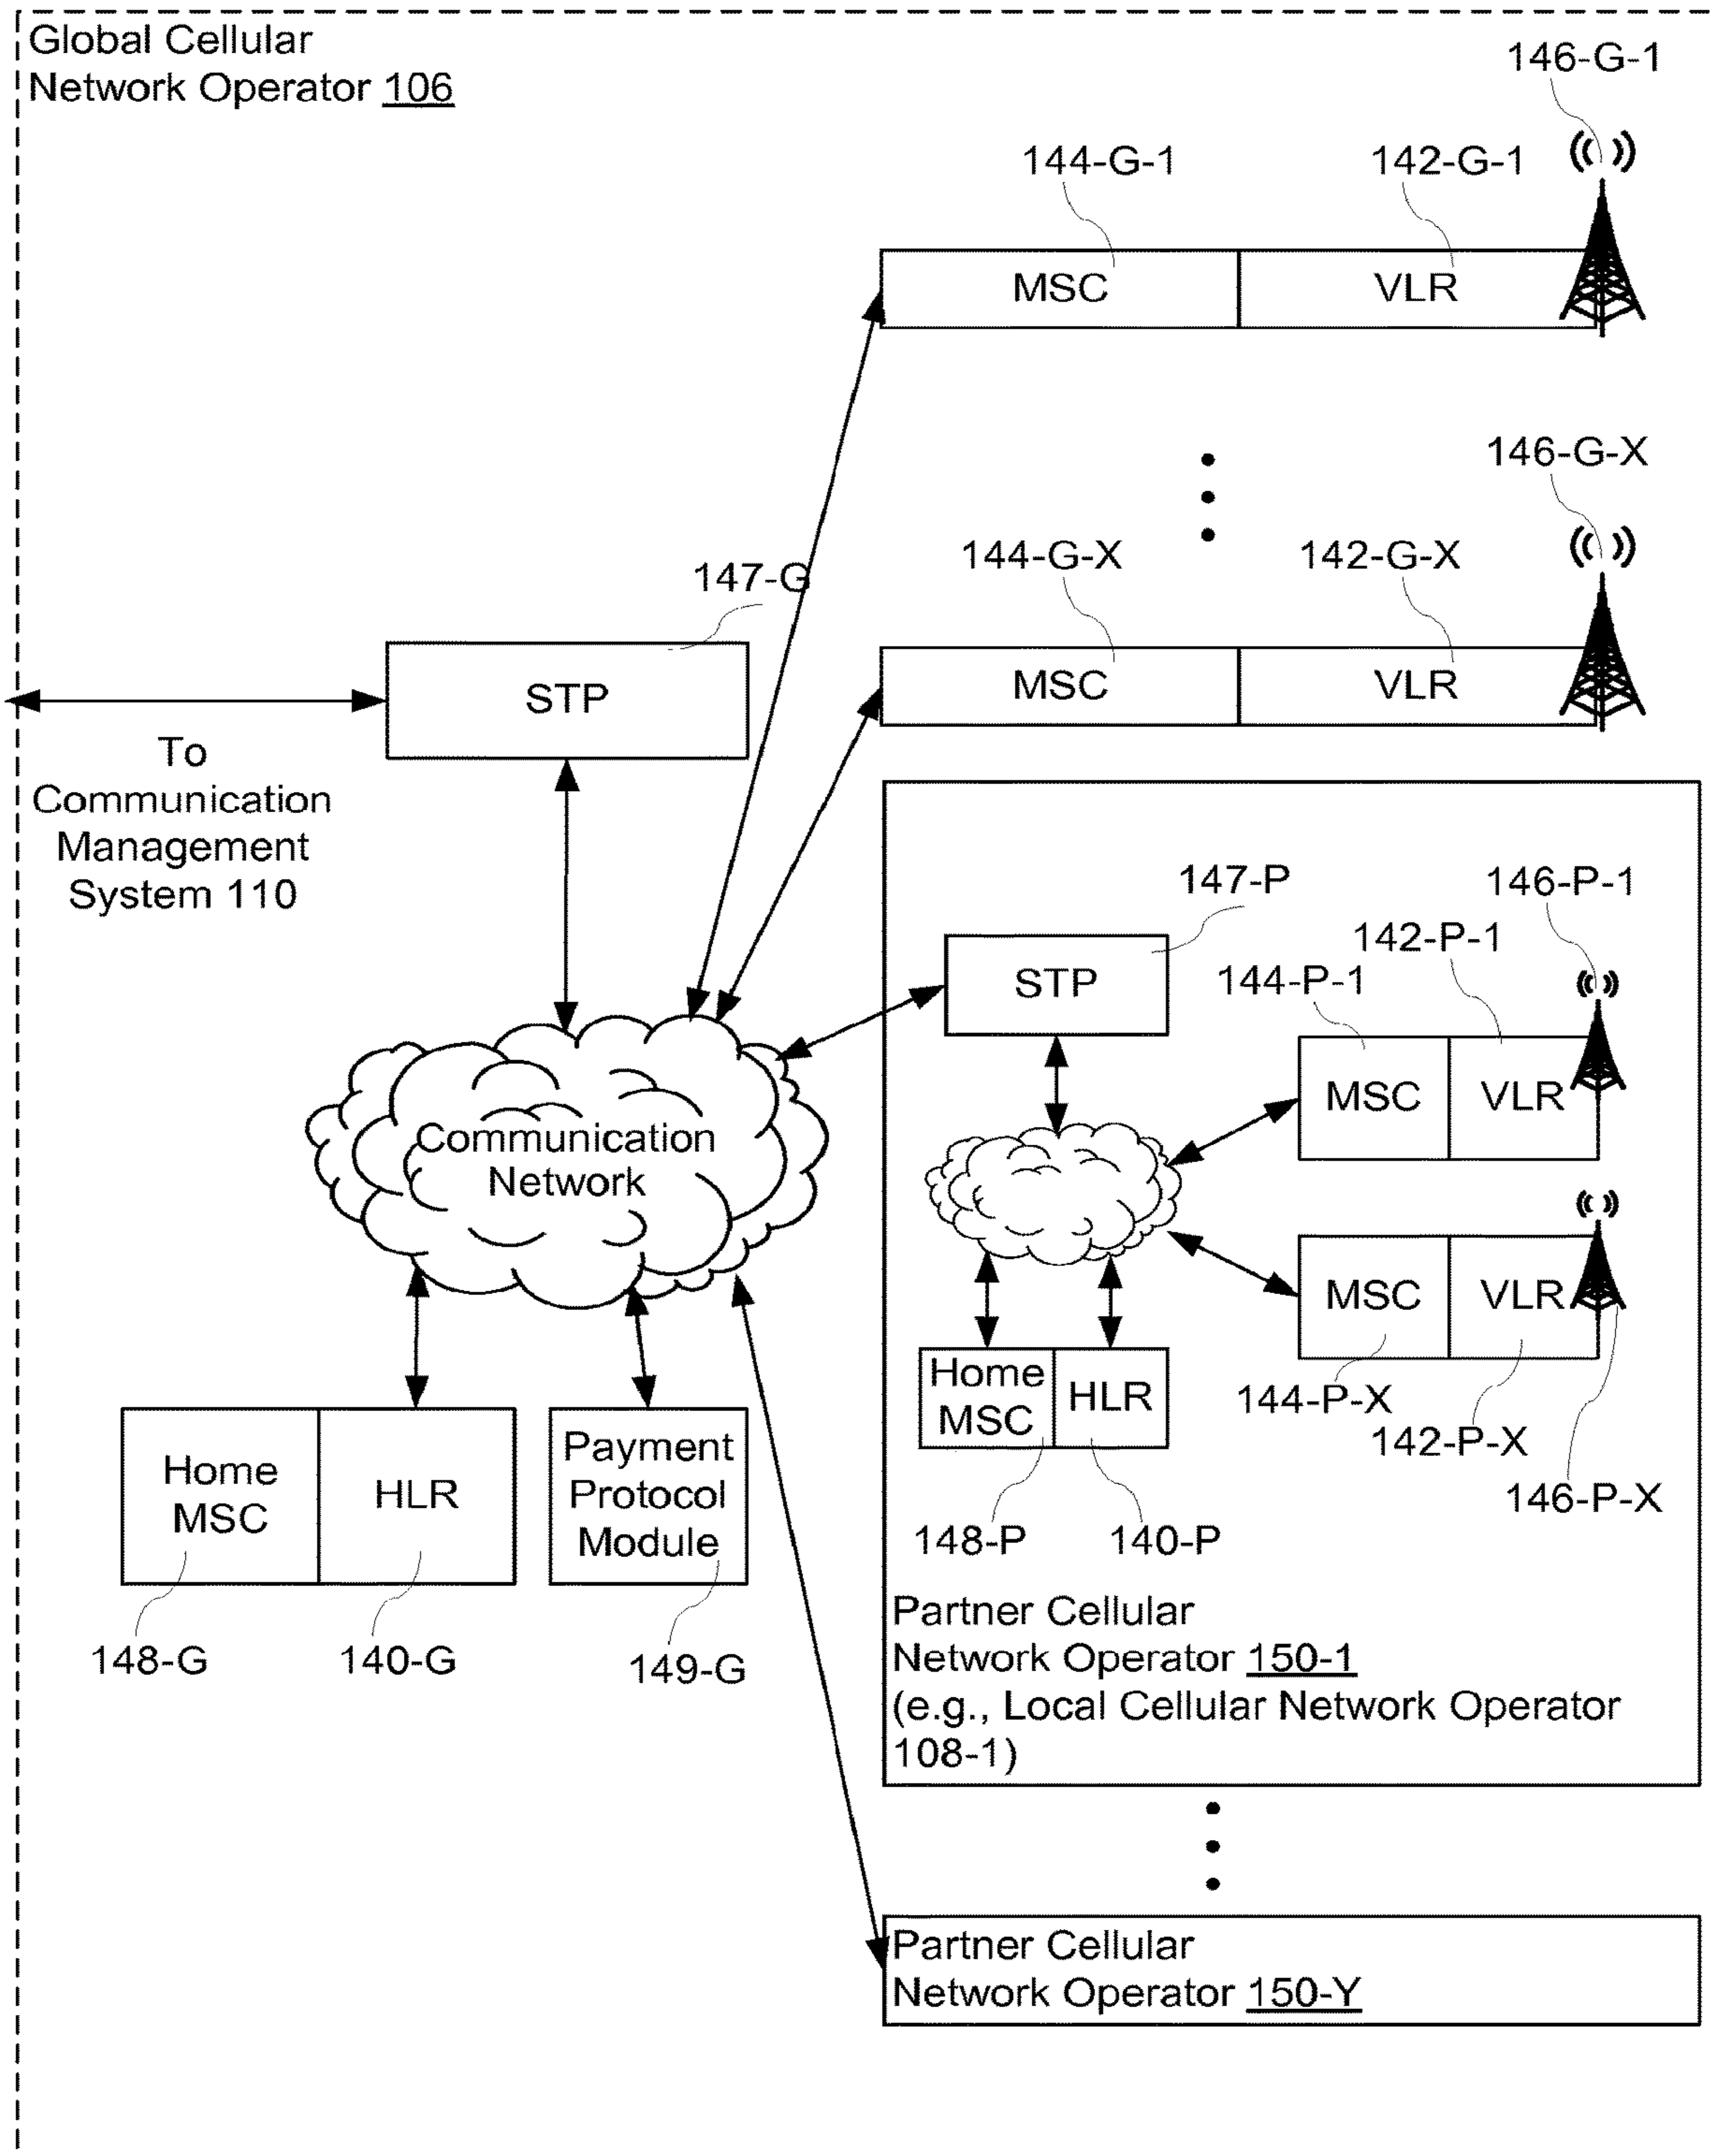 Global Cellular
Network Operator 106
146-G-1
144-G-1
142-G-1
MSC
VLR
146-G-X
144-G-X
142-G-X
MSC
VLR
147-G
STP
To
Communication
Management
System 110
147-P
STP
146-P-1
142-P-1
144-P-1
MSC
VLR
Communication
Network
MSC
VLR
144-P-X
142-P-X
146-P-X
Home
MSC
HLR
148-P
140-P
Home
MSC
HLR
Payment
Protocol
Module
148-G
140-G
149-G
Partner Cellular
Network Operator 150-1
(e.g., Local Cellular Network Operator
108-1)
Partner Cellular
Network Operator 150-Y